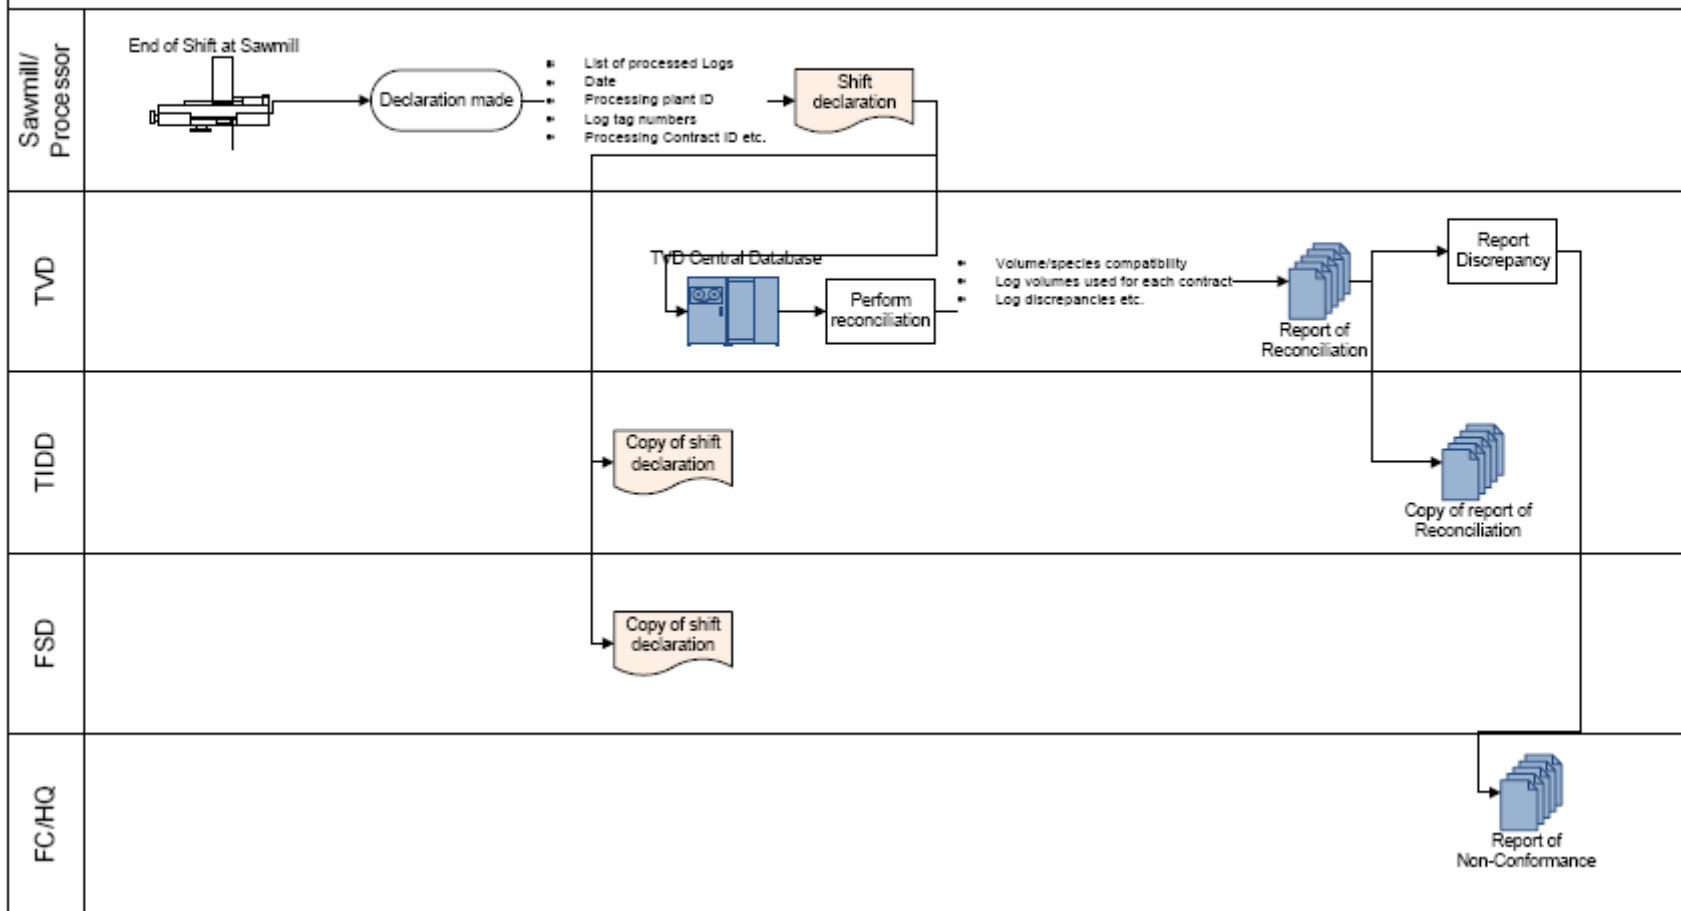 Sawmill/
Processor
End of Shift at Sawmill
Declaration made
List of processed Logs
Date
Processing plant ID
Log tag numbers
Processing Contract ID etc.
Shift
declaration
TVD
TVD Central Database
Perform
reconciliation
Volume/species compatibility
Log volumes used for each contract
Log discrepancies etc.
Report of
Reconciliation
Report
Discrepancy
TIDD
Copy of shift
declaration
Copy of report of
Reconciliation
FSD
Copy of shift
declaration
FC/HQ
Report of
Non-Conformance